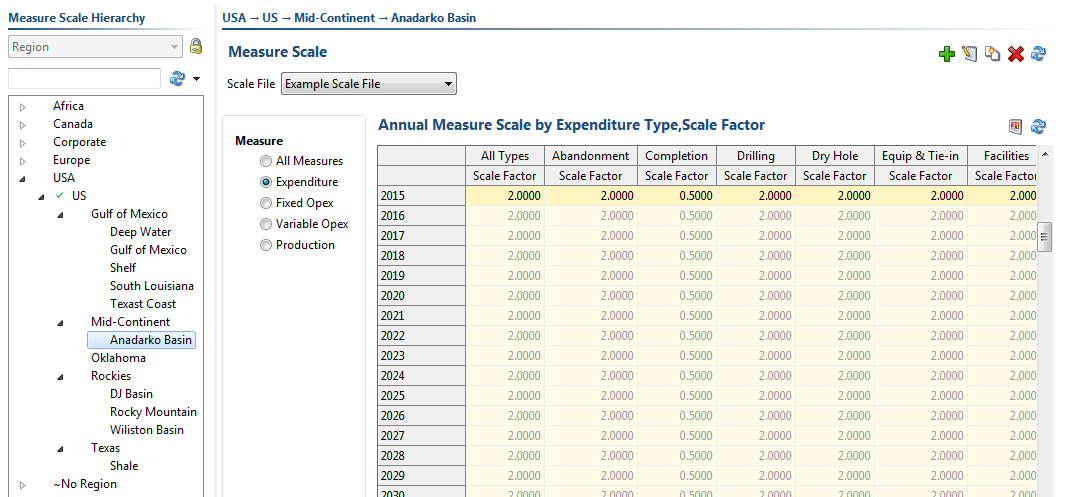 Measure Scale Hierarchy
Region
Africa
Canada
Corporate
Europe
USA
US
Gulf of Mexico
Deep Water
Gulf of Mexico
Shelf
South Louisiana
Texast Coast
Mid-Continent
Anadarko Basin
Oklahoma
Rockies
DJ Basin
Rocky Mountain
Wiliston Basin
Texas
Shale
~No Region
USA → US → Mid-Continent → Anadarko Basin
Measure Scale
Scale File Example Scale File
Measure
All Measures
Expenditure
Fixed Opex
Variable Opex
Production
Annual Measure Scale by Expenditure Type,Scale Factor
All Types Abandonment Completion Drilling Dry Hole Equip & Tie-in Facilities
Scale Factor Scale Factor Scale Factor Scale Factor Scale Factor Scale Factor Scale Factor
2015 2.0000 2.0000 0.5000 2.0000 2.0000 2.0000 2.000
2016 2.0000 2.0000 0.5000 2.0000 2.0000 2.0000 2.000
2017 2.0000 2.0000 0.5000 2.0000 2.0000 2.0000 2.000
2018 2.0000 2.0000 0.5000 2.0000 2.0000 2.0000 2.000
2019 2.0000 2.0000 0.5000 2.0000 2.0000 2.0000 2.000
2020 2.0000 2.0000 0.5000 2.0000 2.0000 2.0000 2.000
2021 2.0000 2.0000 0.5000 2.0000 2.0000 2.0000 2.000
2022 2.0000 2.0000 0.5000 2.0000 2.0000 2.0000 2.000
2023 2.0000 2.0000 0.5000 2.0000 2.0000 2.0000 2.000
2024 2.0000 2.0000 0.5000 2.0000 2.0000 2.0000 2.000
2025 2.0000 2.0000 0.5000 2.0000 2.0000 2.0000 2.000
2026 2.0000 2.0000 0.5000 2.0000 2.0000 2.0000 2.000
2027 2.0000 2.0000 0.5000 2.0000 2.0000 2.0000 2.000
2028 2.0000 2.0000 0.5000 2.0000 2.0000 2.0000 2.000
2029 2.0000 2.0000 0.5000 2.0000 2.0000 2.0000 2.000
2030 2.0000 2.0000 0.5000 2.0000 2.0000 2.0000 2.000